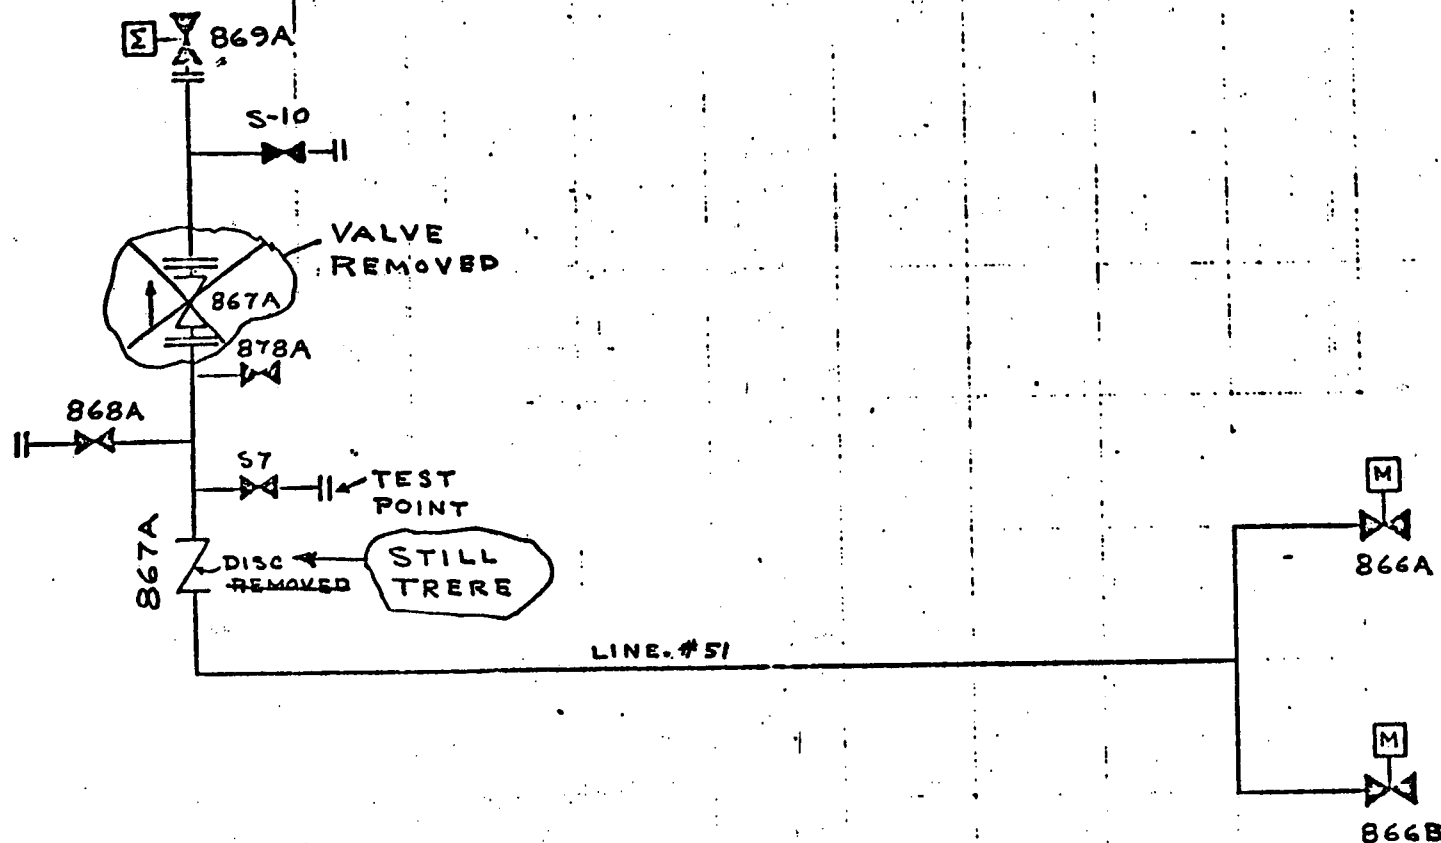 Σ
869A
S-10
VALVE
REMOVED
867A
878A
868A
S7
TEST
POINT
867A
DISC
REMOVED
STILL
TRERE
LINE. #51
M
866A
M
866B